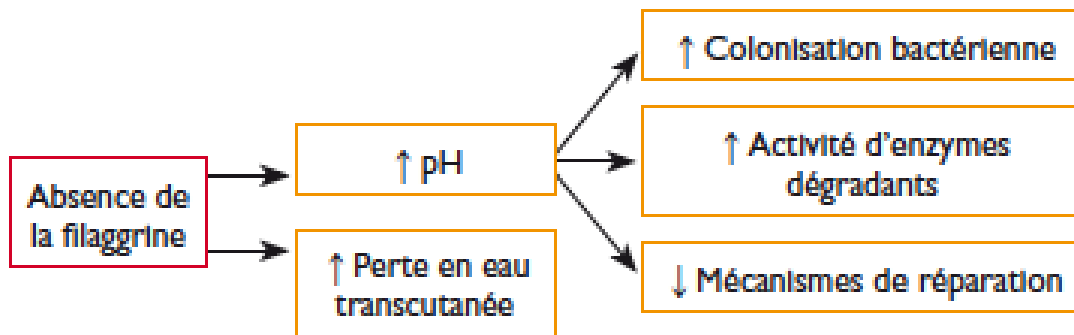 Absence de
la filaggrine
↑ pH
↑ Perte en eau
transcutanée
↑ Colonisation bactérienne
↑ Activité d'enzymes
dégradants
↓ Mécanismes de réparation